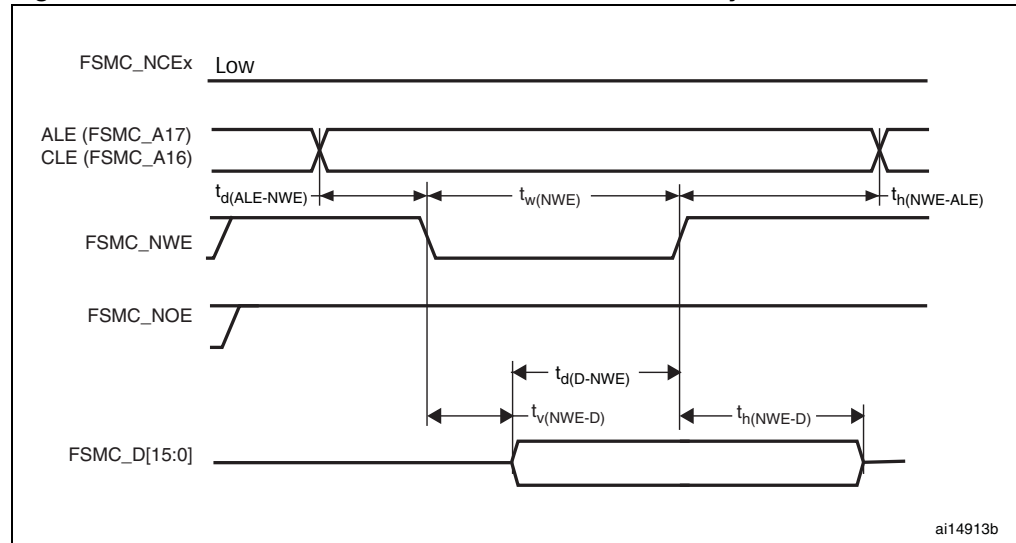 FSMC_NCEx Low
ALE (FSMC_A17)
CLE (FSMC_A16)
td(ALE-NWE) tw(NWE) th(NWE-ALE)
FSMC_NWE
FSMC_NOE
td(D-NWE)
tv(NWE-D) th(NWE-D)
FSMC_D[15:0]
ai14913b